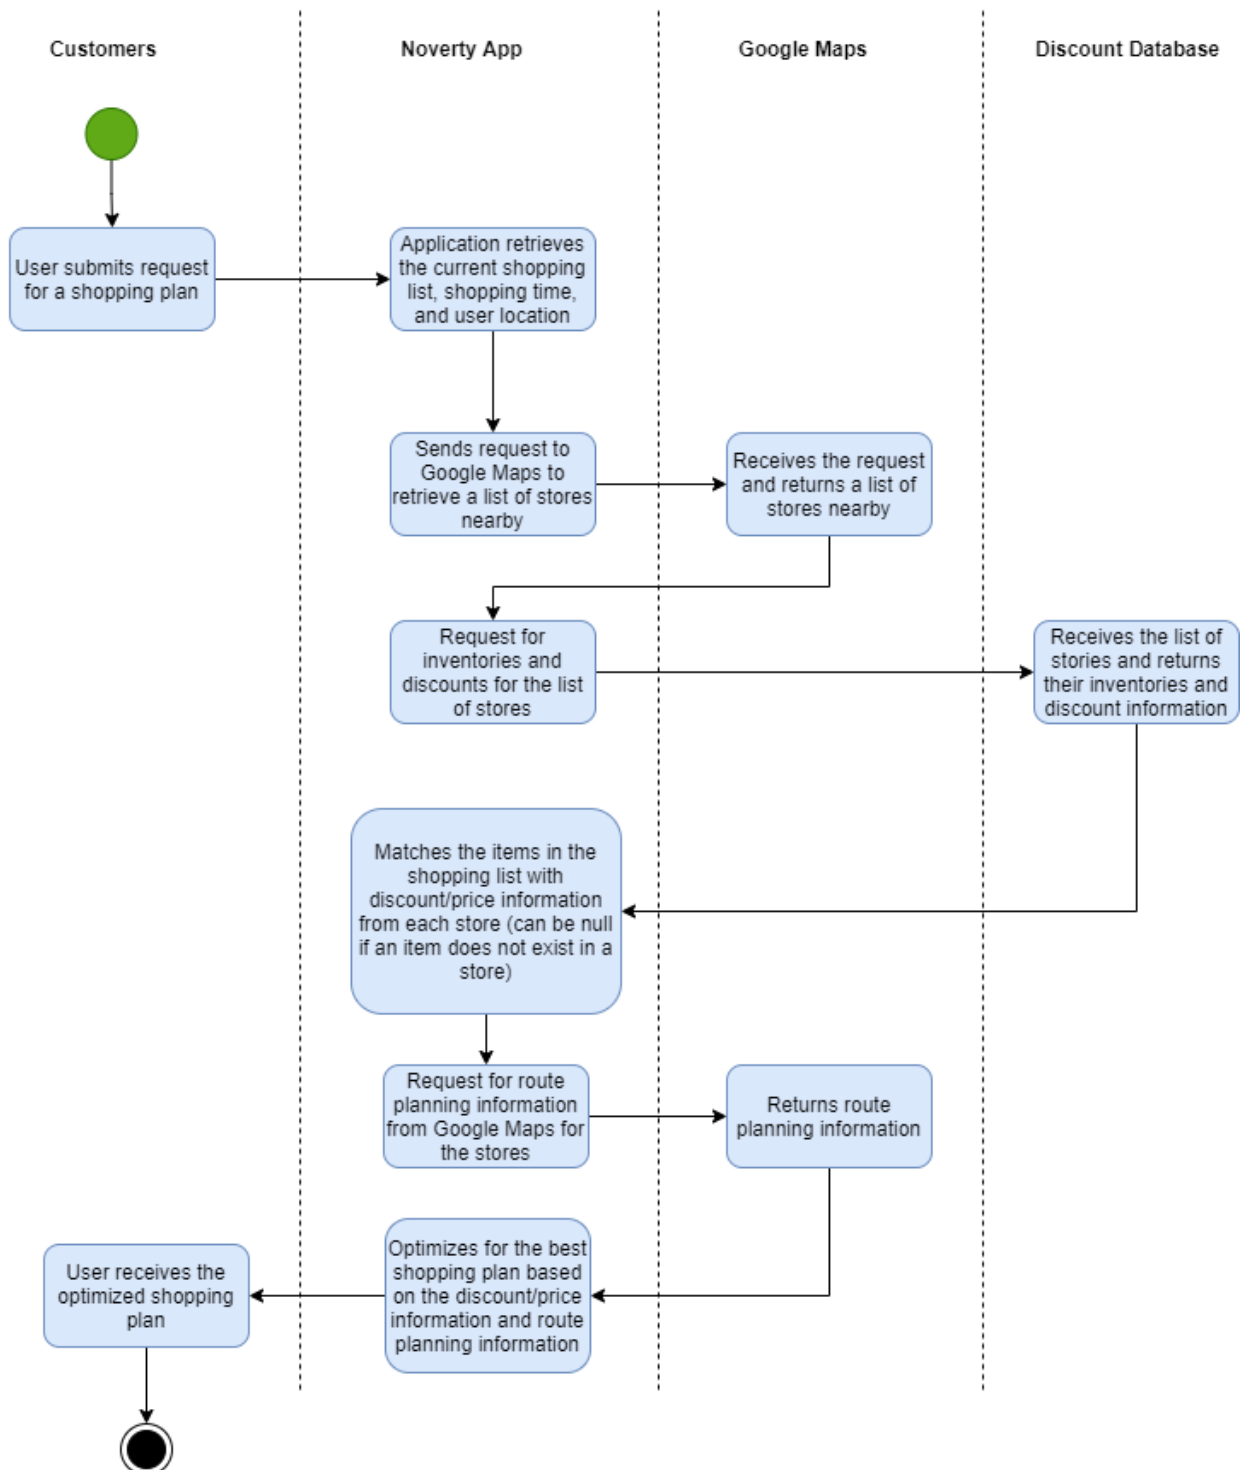 Customers
Noverty App
Google Maps
Discount Database
User submits request
for a shopping plan
Application retrieves
the current shopping
list, shopping time,
and user location
Sends request to
Google Maps to
retrieve a list of stores
nearby
Receives the request
and returns a list of
stores nearby
Request for
inventories and
discounts for the list
of stores
Receives the list of
stories and returns
their inventories and
discount information
Matches the items in the
shopping list with
discount/price information
from each store (can be null
if an item does not exist in a
store)
Request for route
planning information
from Google Maps for
the stores
Returns route
planning information
Optimizes for the best
shopping plan based
on the discount/price
information and route
planning information
User receives the
optimized shopping
plan